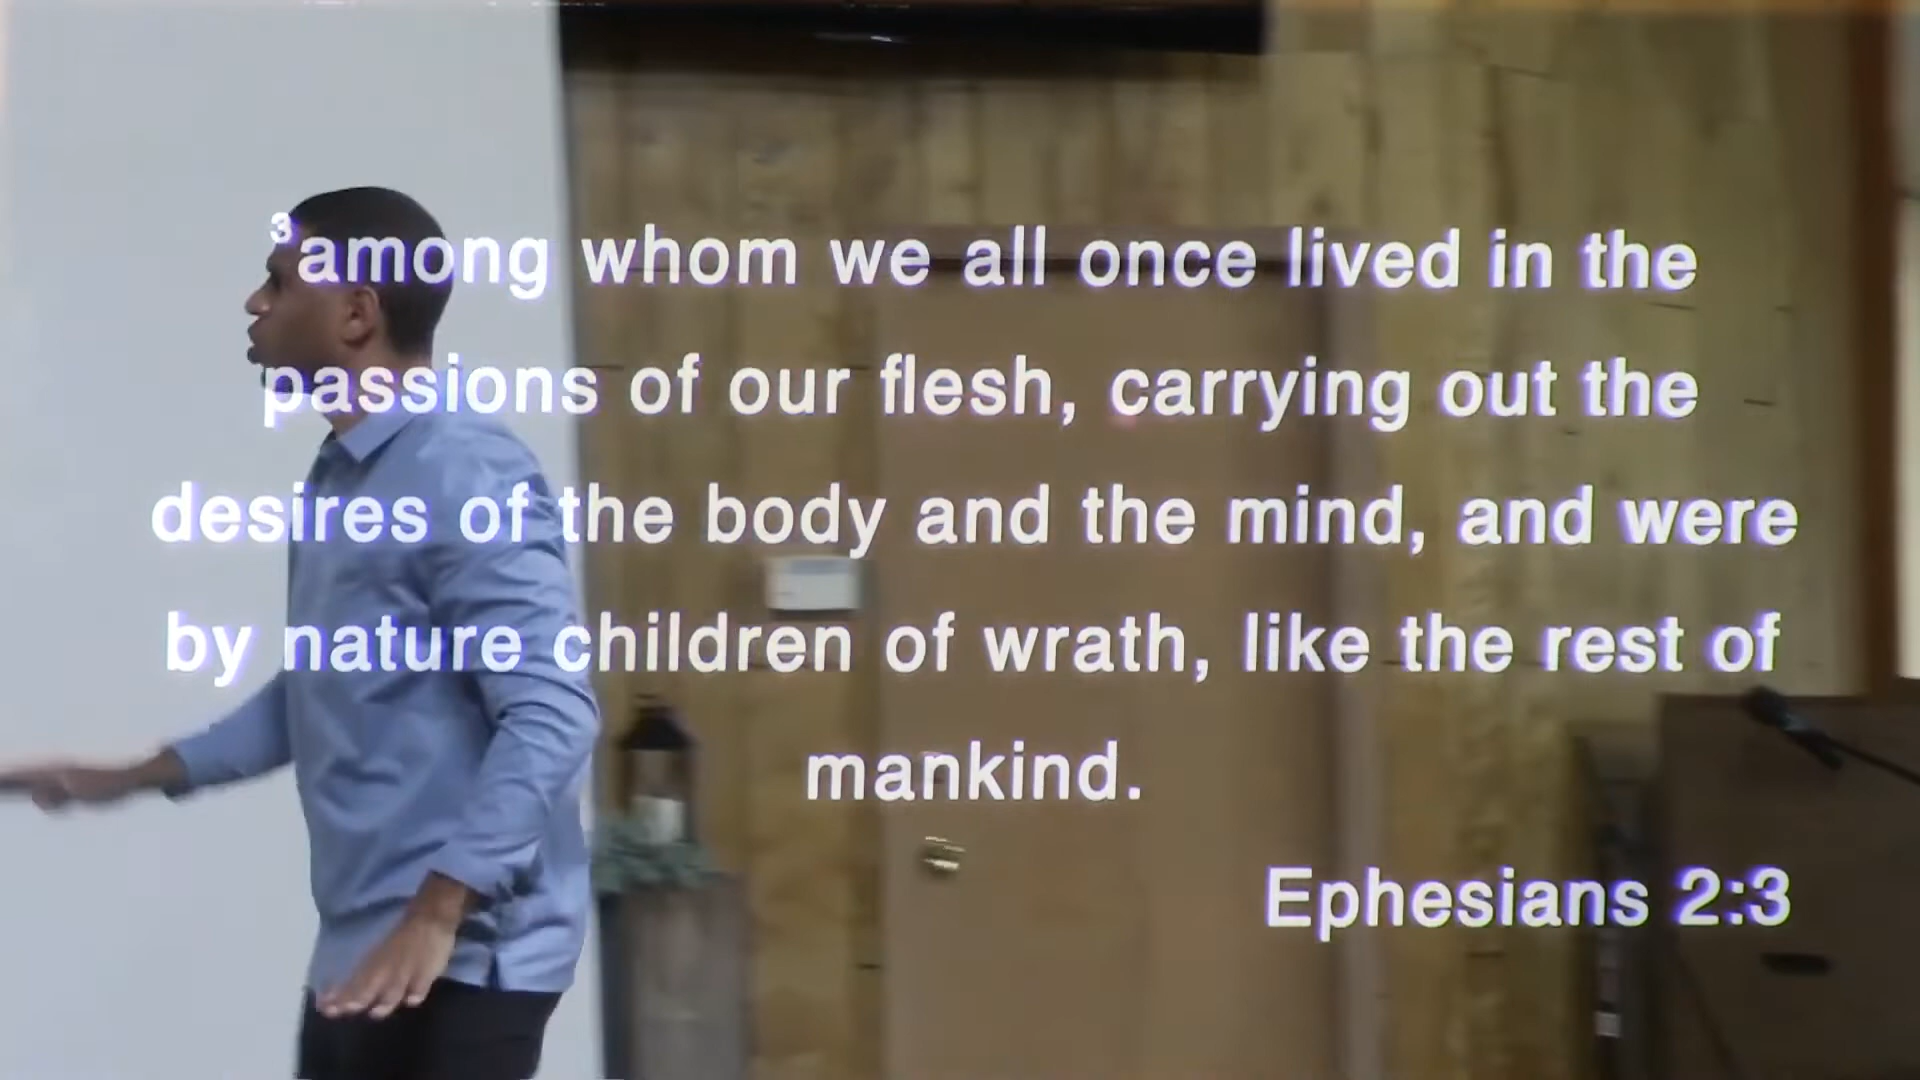 ³among whom we all once lived in the
passions of our flesh, carrying out the
desires of the body and the mind, and were
by nature children of wrath, like the rest of
mankind.
Ephesians 2:3